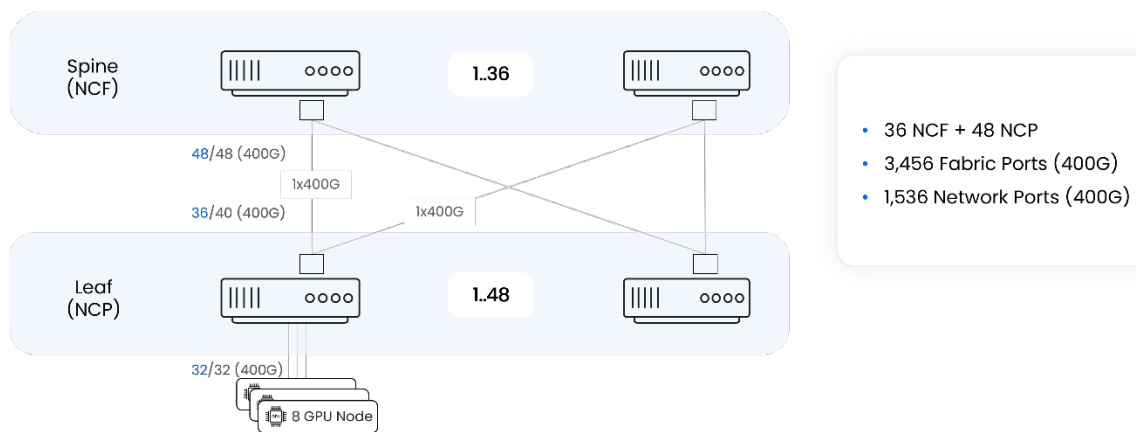 Spine
(NCF)
1..36
48/48 (400G)
1x400G
36/40 (400G)
1x400G
Leaf
(NCP)
1..48
32/32 (400G)
8 GPU Node
• 36 NCF + 48 NCP
• 3,456 Fabric Ports (400G)
• 1,536 Network Ports (400G)